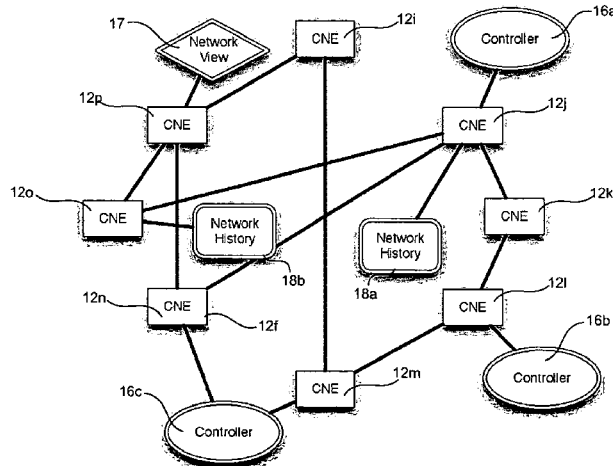 17
Network
View
CNE
12i
Controller
16a
12p
CNE
CNE
12j
12o
CNE
Network
History
18b
Network
History
18a
CNE
12k
12n
CNE
12f
CNE
12l
16b
Controller
CNE
12m
16c
Controller